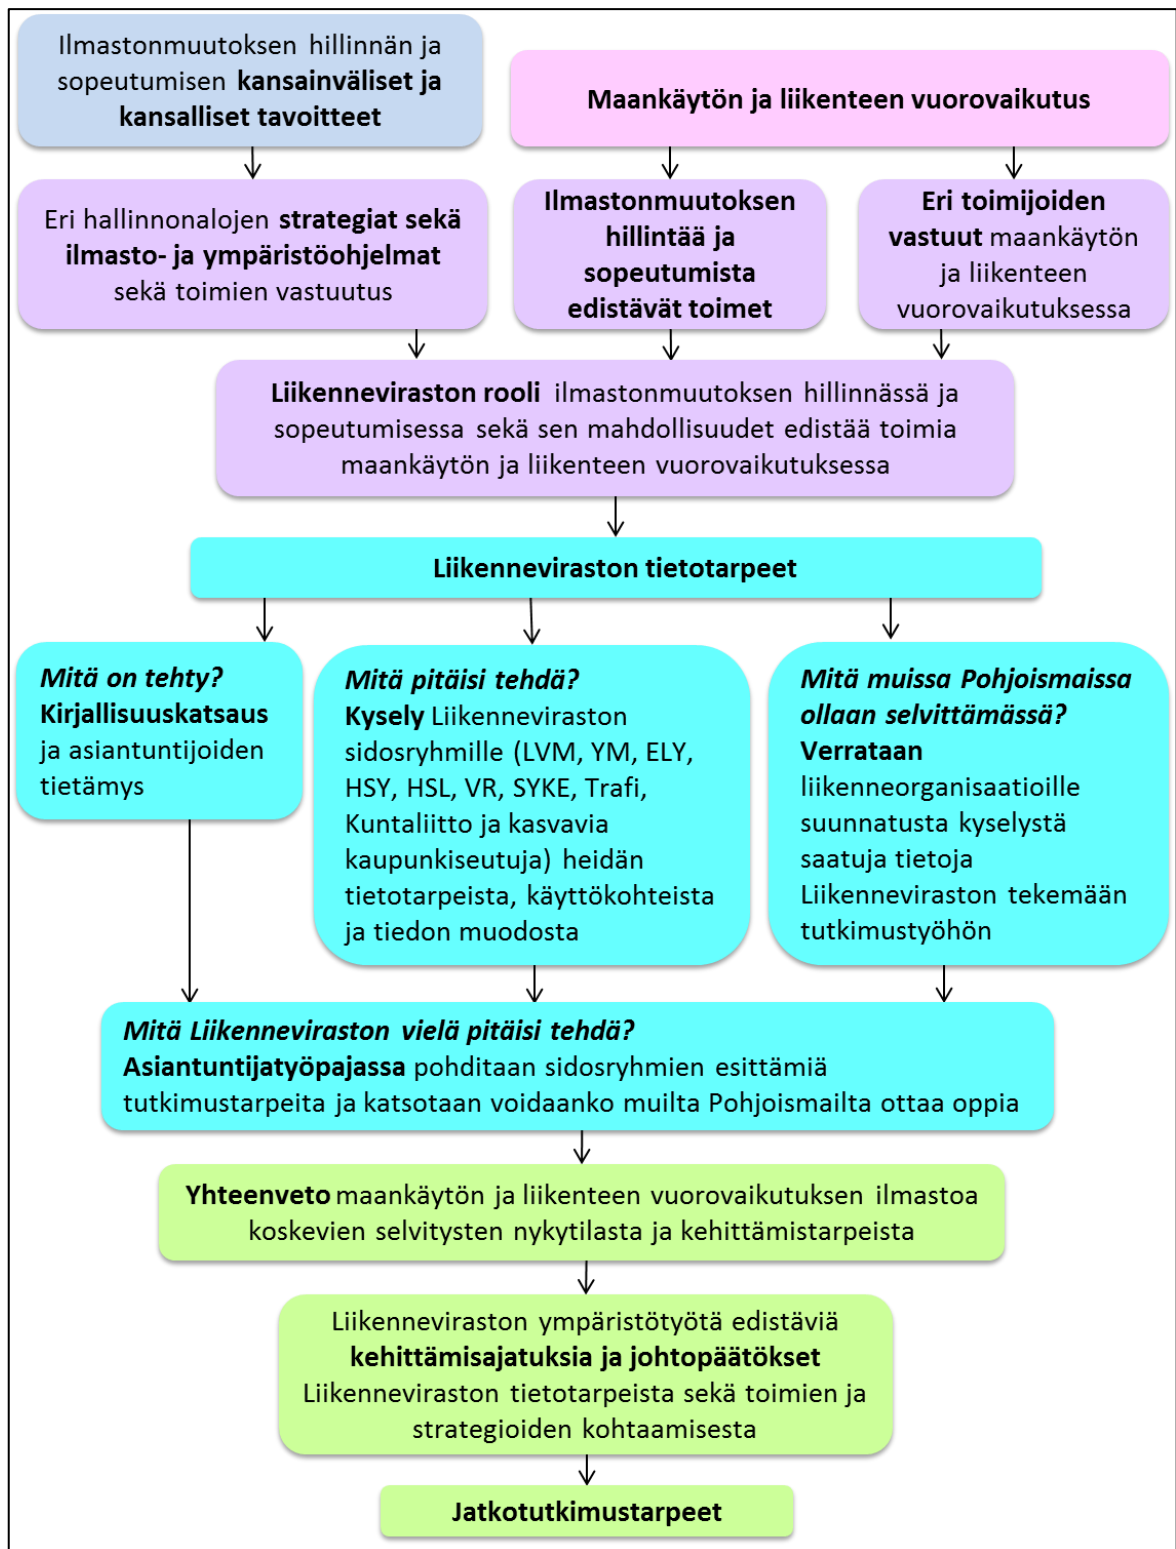 Ilmastonmuutoksen hillinnän ja
sopeutumisen kansainväliset ja
kansalliset tavoitteet
Maankäytön ja liikenteen vuorovaikutus
Eri hallinnonalojen strategiat sekä
ilmasto- ja ympäristöohjelmat
sekä toimien vastuutus
Ilmastonmuutoksen
hillintää ja
sopeutumista
edistävät toimet
Eri toimijoiden
vastuut maankäytön
ja liikenteen
vuorovaikutuksessa
Liikenneviraston rooli ilmastonmuutoksen hillinnässä ja
sopeutumisessa sekä sen mahdollisuudet edistää toimia
maankäytön ja liikenteen vuorovaikutuksessa
Liikenneviraston tietotarpeet
Mitä on tehty?
Kirjallisuuskatsaus
ja asiantuntijoiden
tietämys
Mitä pitäisi tehdä?
Kysely Liikenneviraston
sidosryhmille (LVM, YM, ELY,
HSY, HSL, VR, SYKE, Trafi,
Kuntaliitto ja kasvavia
kaupunkiseutuja) heidän
tietotarpeista, käyttökohteista
ja tiedon muodosta
Mitä muissa Pohjoismaissa
ollaan selvittämässä?
Verrataan
liikenneorganisaatioille
suunnatusta kyselystä
saatuja tietoja
Liikenneviraston tekemään
tutkimustyöhön
Mitä Liikenneviraston vielä pitäisi tehdä?
Asiantuntijatyöpajassa pohditaan sidosryhmien esittämiä
tutkimustarpeita ja katsotaan voidaanko muilta Pohjoismailta ottaa oppia
Yhteenveto maankäytön ja liikenteen vuorovaikutuksen ilmastoa
koskevien selvitysten nykytilasta ja kehittämistarpeista
Liikenneviraston ympäristötyötä edistäviä
kehittämisajatuksia ja johtopäätökset
Liikenneviraston tietotarpeista sekä toimien ja
strategioiden kohtaamisesta
Jatkotutkimustarpeet